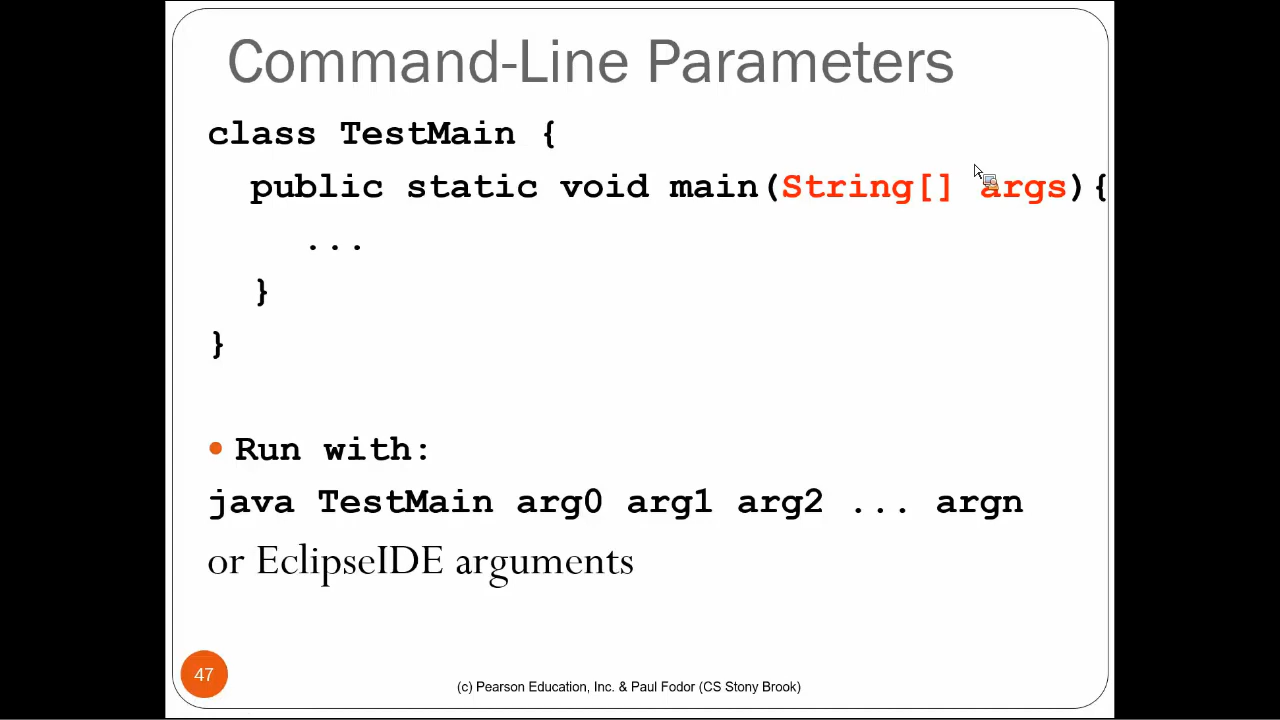 Command-Line Parameters
class TestMain {
public static void main(String[] args){
...
}
}
• Run with:
java TestMain arg0 arg1 arg2 ... argn
or EclipseIDE arguments
47
(c) Pearson Education, Inc. & Paul Fodor (CS Stony Brook)